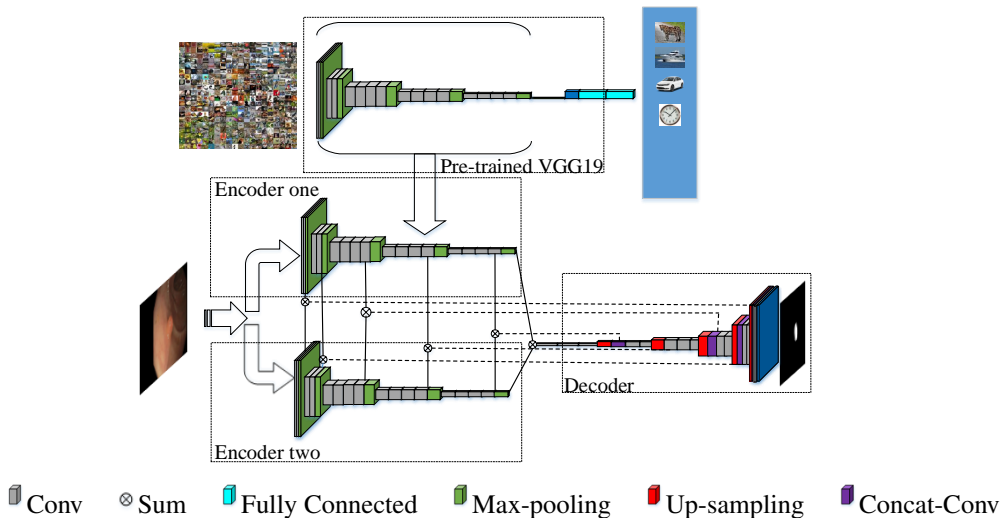 Pre-trained VGG19
Encoder one
Decoder
Encoder two
Conv
Sum
Fully Connected
Max-pooling
Up-sampling
Concat-Conv